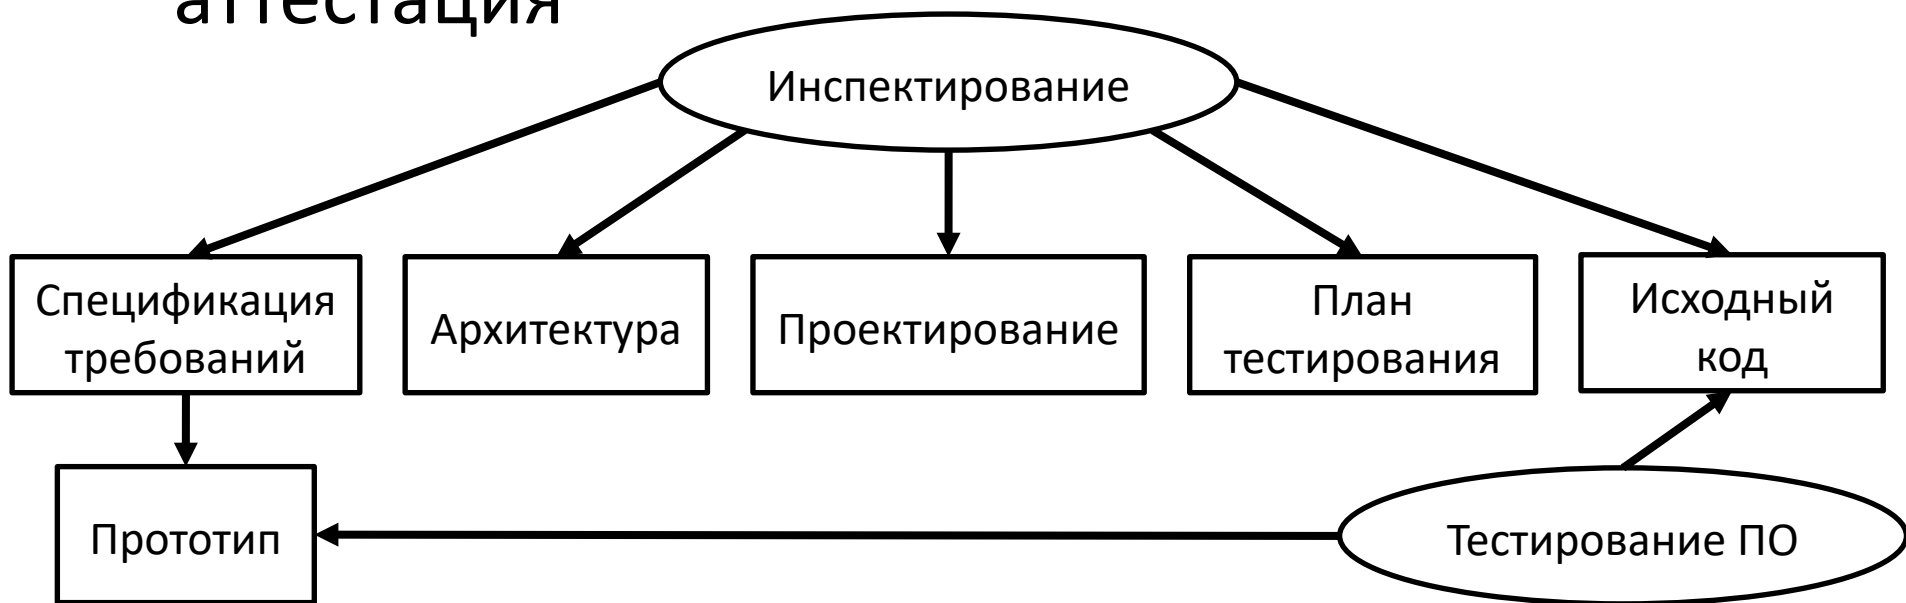 аттестация
Инспектирование
Спецификация
требований
Архитектура
Проектирование
План
тестирования
Исходный
код
Прототип
Тестирование ПО